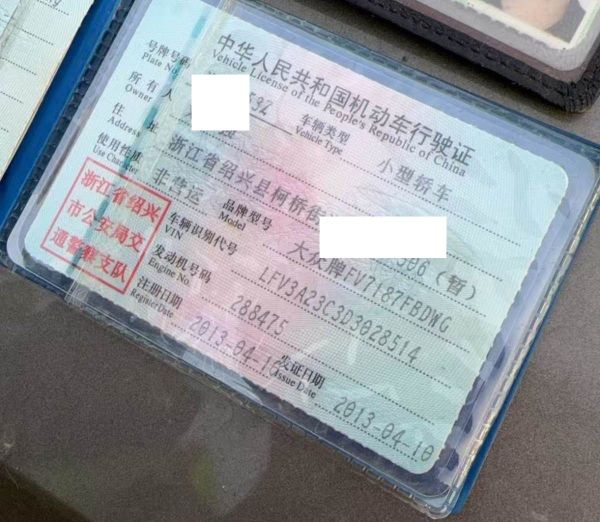 中华人民共和国机动车行驶证
Vehicle License of the People's Republic of China
号牌号码
Plate No.
车辆类型 小型轿车
Vehicle Type
所有人
Owner
住址 浙江省绍兴县柯桥街
Address
306(暂)
使用性质 非营运
Use Character
品牌型号 大众牌FV7187FBDWG
Model
车辆识别代号 LFV3A23C3D3028514
VIN
发动机号码 288475
Engine No.
注册日期 2013-04-10
Register Date
发证日期 2013-04-10
Issue Date
浙江省绍兴
市公安局交
通警察支队